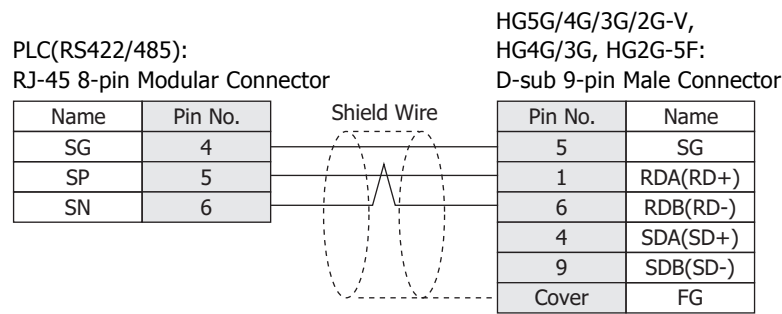 PLC(RS422/485):
RJ-45 8-pin Modular Connector
HG5G/4G/3G/2G-V,
HG4G/3G, HG2G-5F:
D-sub 9-pin Male Connector
Name Pin No. Shield Wire Pin No. Name
SG 4 5 SG
SP 5 1 RDA(RD+)
SN 6 6 RDB(RD-)
4 SDA(SD+)
9 SDB(SD-)
Cover FG